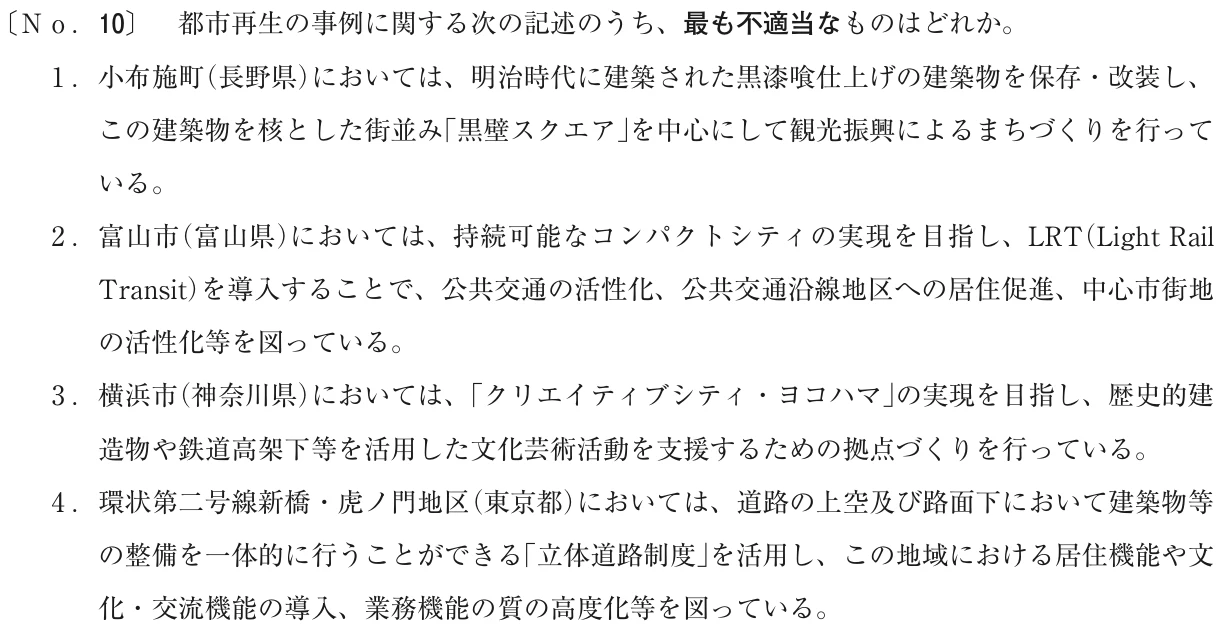 〔No. 10〕　都市再生の事例に関する次の記述のうち、最も不適当なものはどれか。
1. 小布施町(長野県)においては、明治時代に建築された黒漆喰仕上げの建築物を保存・改装し、
この建築物を核とした街並み「黒壁スクエア」を中心にして観光振興によるまちづくりを行って
いる。
2. 富山市(富山県)においては、持続可能なコンパクトシティの実現を目指し、LRT(Light Rail
Transit)を導入することで、公共交通の活性化、公共交通沿線地区への居住促進、中心市街地
の活性化等を図っている。
3. 横浜市(神奈川県)においては、「クリエイティブシティ・ヨコハマ」の実現を目指し、歴史的建
造物や鉄道高架下等を活用した文化芸術活動を支援するための拠点づくりを行っている。
4. 環状第二号線新橋・虎ノ門地区(東京都)においては、道路の上空及び路面下において建築物等
の整備を一体的に行うことができる「立体道路制度」を活用し、この地域における居住機能や文
化・交流機能の導入、業務機能の質の高度化等を図っている。